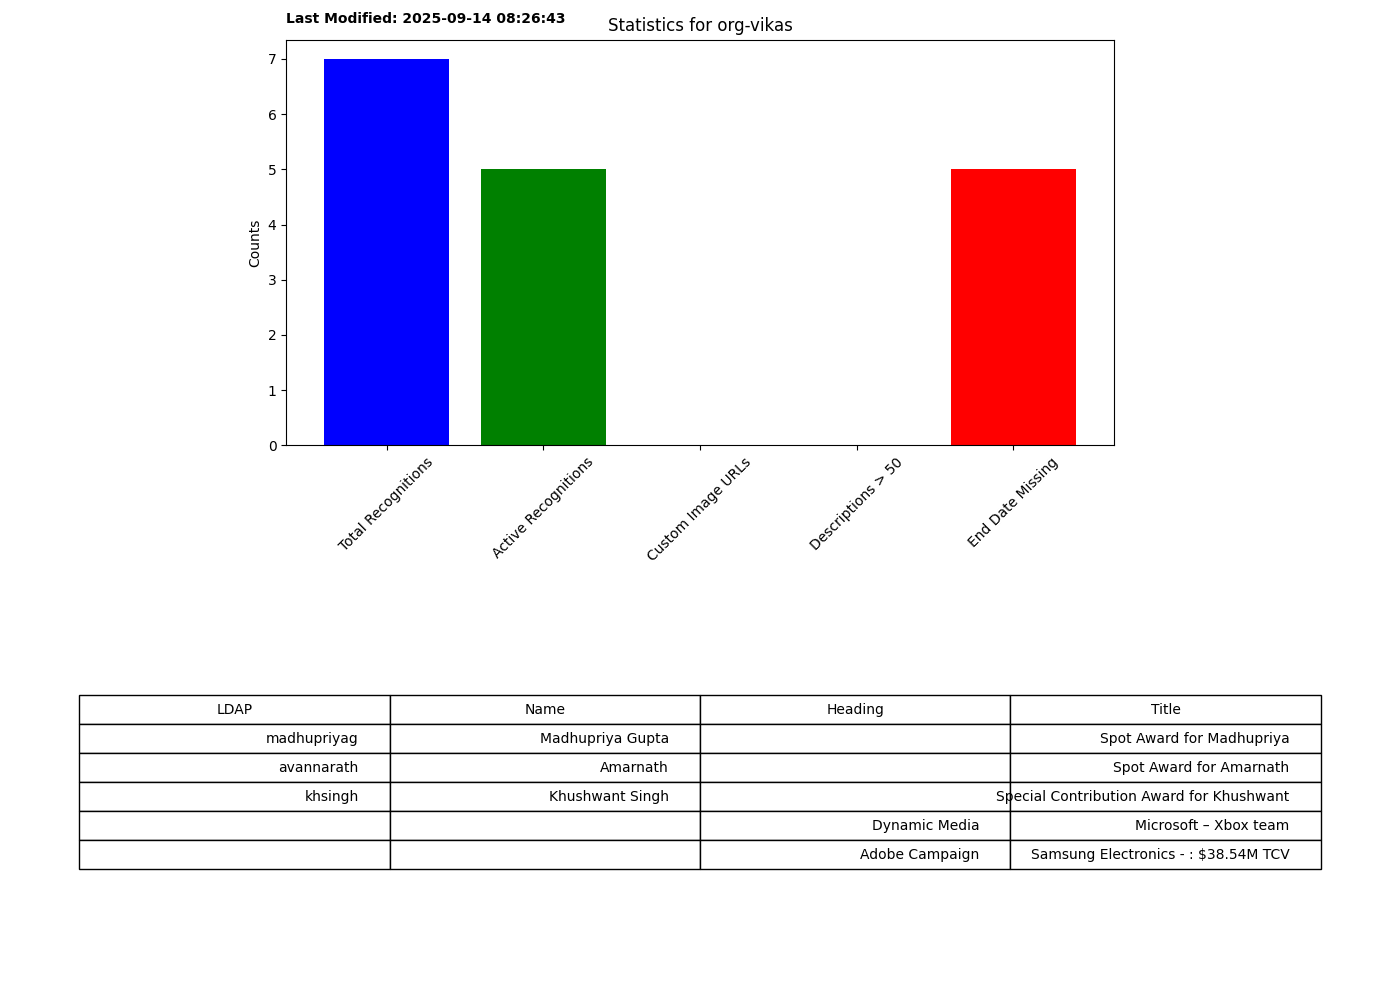 Last Modified: 2025-09-14 08:26:43
Statistics for org-vikas
7
6
5
4
3
2
1
0
Counts
Total Recognitions
Active Recognitions
Custom Image URLs
Descriptions > 50
End Date Missing
LDAP Name Heading Title
madhupriyag Madhupriya Gupta Spot Award for Madhupriya
avannarath Amarnath Spot Award for Amarnath
khsingh Khushwant Singh Special Contribution Award for Khushwant
Dynamic Media Microsoft – Xbox team
Adobe Campaign Samsung Electronics - : $38.54M TCV